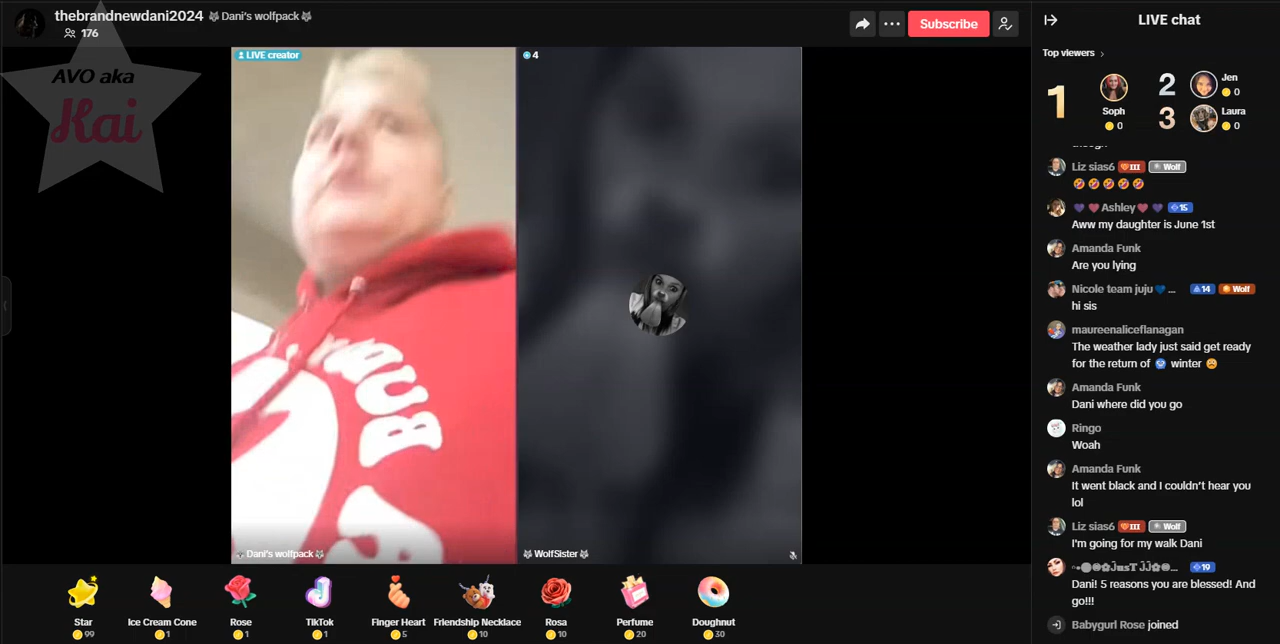 thebrandnewdani2024 🐺 Dani's wolfpack 🐺
176
Subscribe
AVO aka
Kai
LIVE creator
4
Dani's wolfpack 🐺
🐺 WolfSister 🐺
Star
99
Ice Cream Cone
1
Rose
1
TikTok
1
Finger Heart
5
Friendship Necklace
10
Rosa
10
Perfume
20
Doughnut
30
LIVE chat
Top viewers
1
Soph
0
2
Jen
0
3
Laura
0
Liz sias6 III Wolf
🤣🤣🤣🤣🤣
💜❤️Ashley❤️💜 15
Aww my daughter is June 1st
Amanda Funk
Are you lying
Nicole team juju💙... 14 Wolf
hi sis
maureenaliceflanagan
The weather lady just said get ready
for the return of 🥶 winter ☹️
Amanda Funk
Dani where did you go
Ringo
Woah
Amanda Funk
It went black and I couldn't hear you
lol
Liz sias6 III Wolf
I'm going for my walk Dani
19
Dani! 5 reasons you are blessed! And
go!!!
Babygurl Rose joined